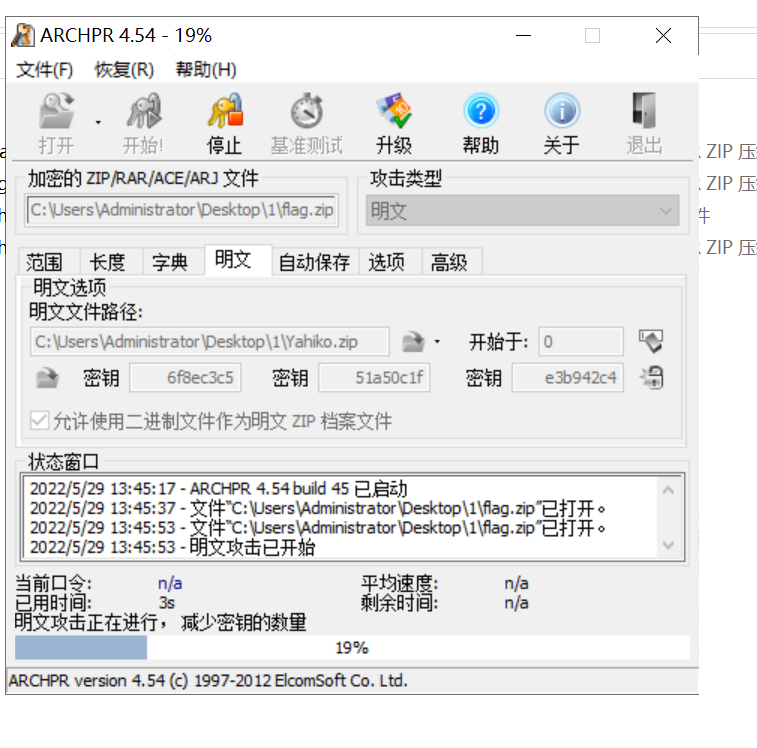 ARCHPR 4.54 - 19%
文件(F) 恢复(R) 帮助(H)
打开 开始! 停止 基准测试 升级 帮助 关于 退出
加密的 ZIP/RAR/ACE/ARJ 文件 攻击类型
C:\Users\Administrator\Desktop\1\flag.zip 明文
范围 长度 字典 明文 自动保存 选项 高级
明文选项
明文文件路径:
C:\Users\Administrator\Desktop\1\Yahiko.zip 开始于: 0
密钥 6f8ec3c5 密钥 51a50c1f 密钥 e3b942c4
允许使用二进制文件作为明文 ZIP 档案文件
状态窗口
2022/5/29 13:45:17 - ARCHPR 4.54 build 45 已启动
2022/5/29 13:45:37 - 文件“C:\Users\Administrator\Desktop\1\flag.zip”已打开。
2022/5/29 13:45:53 - 文件“C:\Users\Administrator\Desktop\1\flag.zip”已打开。
2022/5/29 13:45:53 - 明文攻击已开始
当前口令: n/a 平均速度: n/a
已用时间: 3s 剩余时间: n/a
明文攻击正在进行，减少密钥的数量
19%
ARCHPR version 4.54 (c) 1997-2012 ElcomSoft Co. Ltd.
ZIP 压
ZIP 压
件
ZIP 压